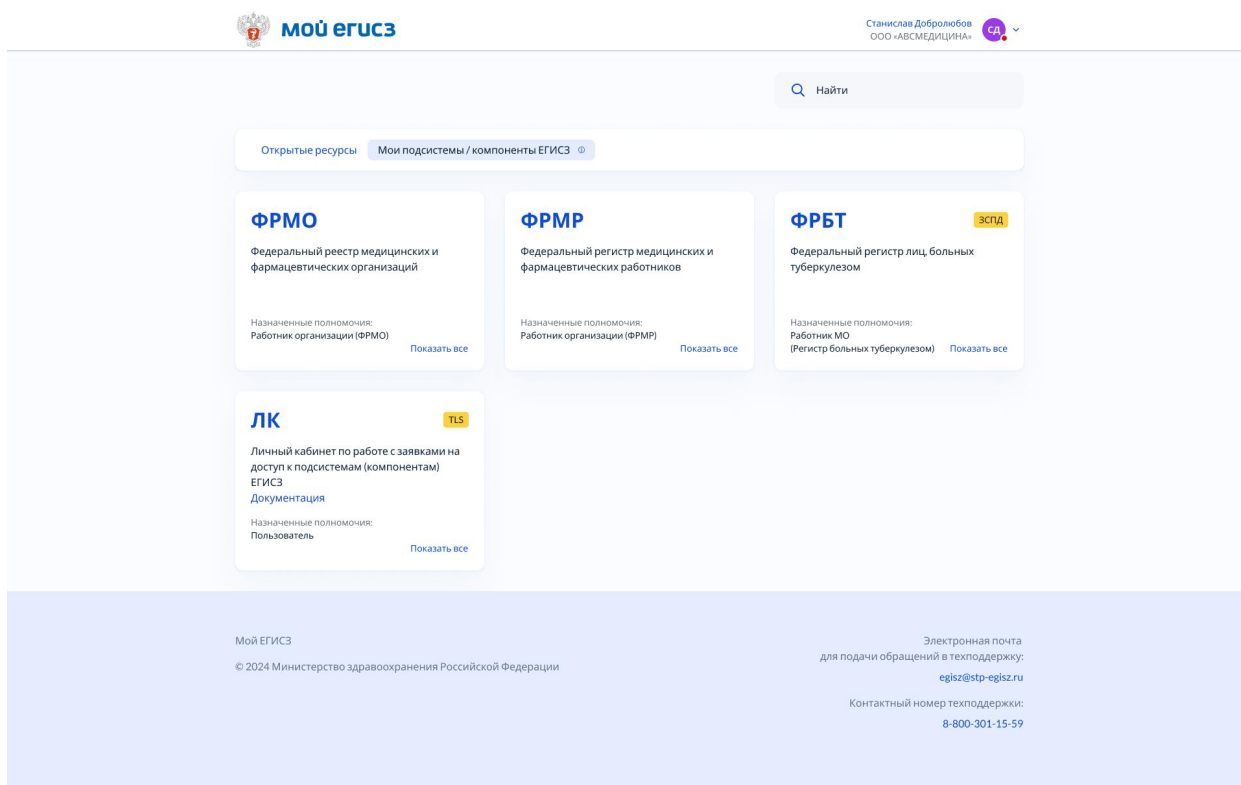 мой егисз
Станислав Добролюбов
ООО «АВСМЕДИЦИНА»
СД
Найти
Открытые ресурсы
Мои подсистемы / компоненты ЕГИСЗ
ФРМО
Федеральный реестр медицинских и
фармацевтических организаций
Назначенные полномочия:
Работник организации (ФРМО)
Показать все
ФРМР
Федеральный регистр медицинских и
фармацевтических работников
Назначенные полномочия:
Работник организации (ФРМР)
Показать все
ФРБТ
ЗСПД
Федеральный регистр лиц, больных
туберкулезом
Назначенные полномочия:
Работник МО
(Регистр больных туберкулезом)
Показать все
ЛК
TLS
Личный кабинет по работе с заявками на
доступ к подсистемам (компонентам)
ЕГИСЗ
Документация
Назначенные полномочия:
Пользователь
Показать все
Мой ЕГИСЗ
© 2024 Министерство здравоохранения Российской Федерации
Электронная почта
для подачи обращений в техподдержку:
egisz@stp-egisz.ru
Контактный номер техподдержки:
8-800-301-15-59